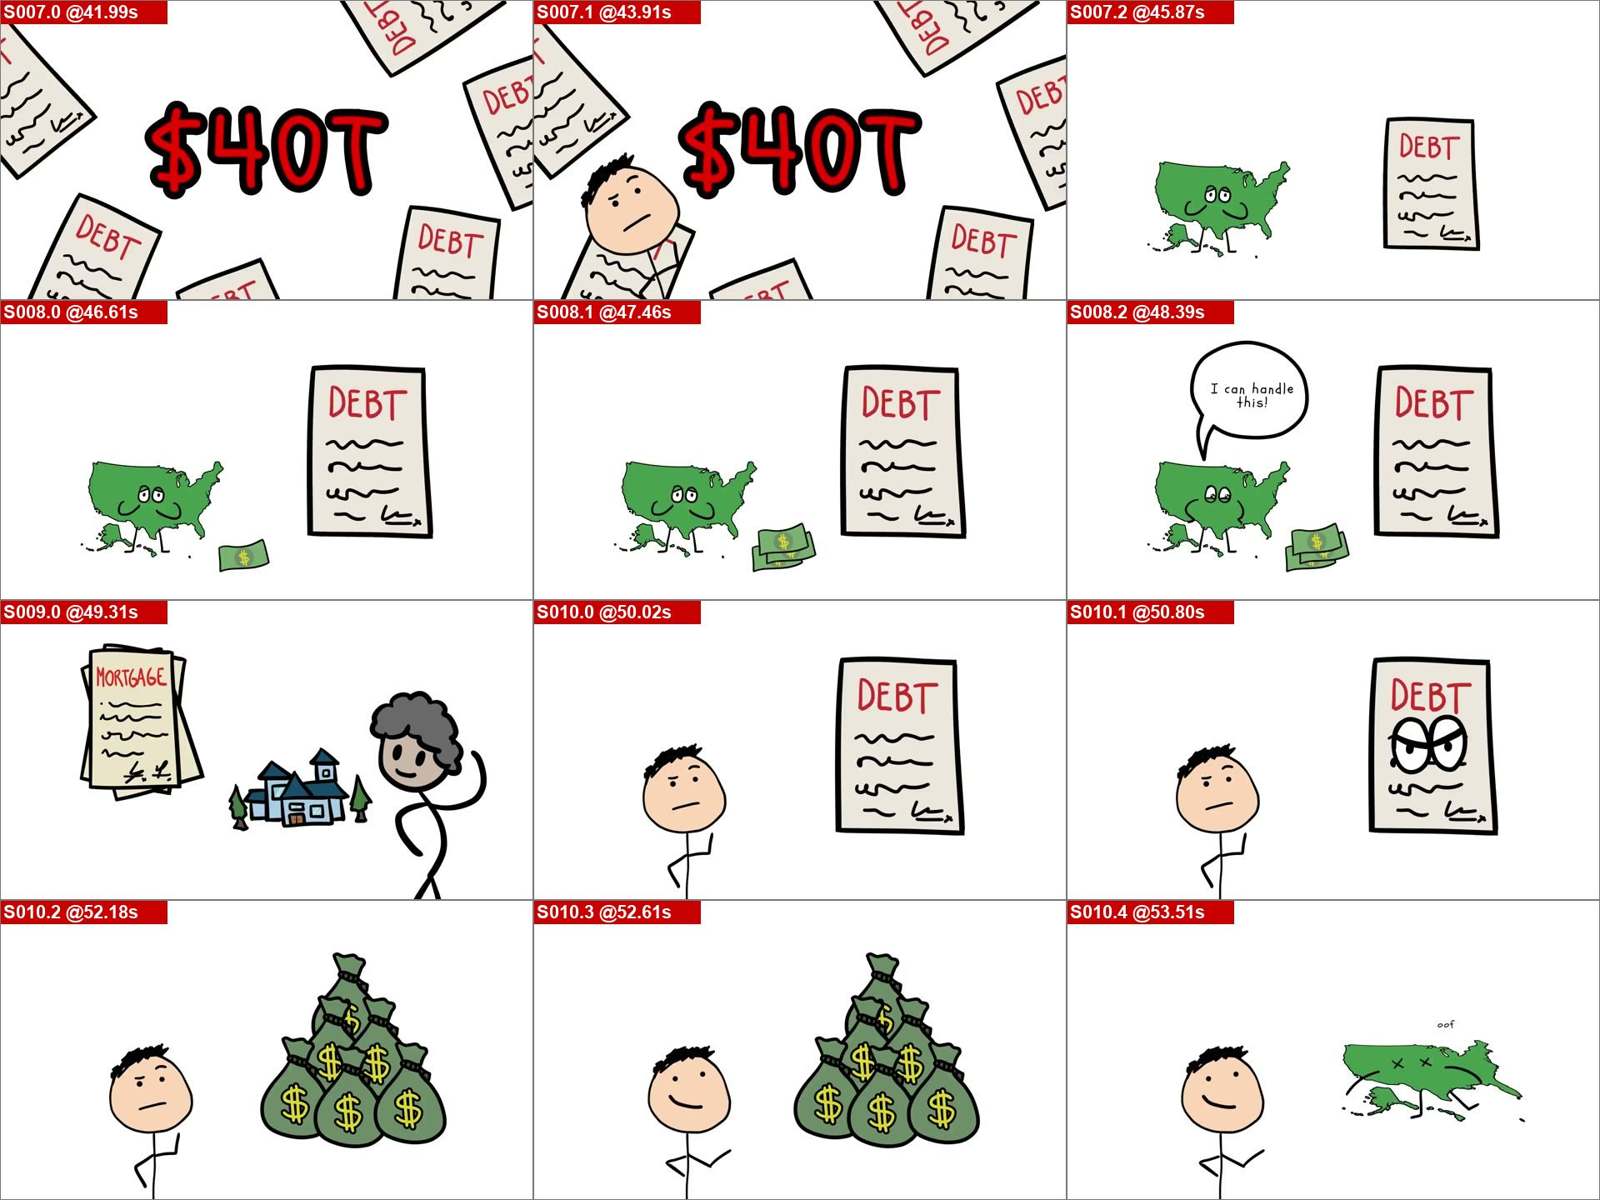 S007.0 @41.99s
DEBT
DEBT
$40T
DEBT
DEBT
S007.1 @43.91s
DEBT
DEBT
$40T
DEBT
S007.2 @45.87s
DEBT
S008.0 @46.61s
DEBT
S008.1 @47.46s
DEBT
S008.2 @48.39s
I can handle
this!
DEBT
S009.0 @49.31s
MORTGAGE
S010.0 @50.02s
DEBT
S010.1 @50.80s
DEBT
S010.2 @52.18s
$
$ $
$ $ $
S010.3 @52.61s
$
$ $
$ $ $
S010.4 @53.51s
oof